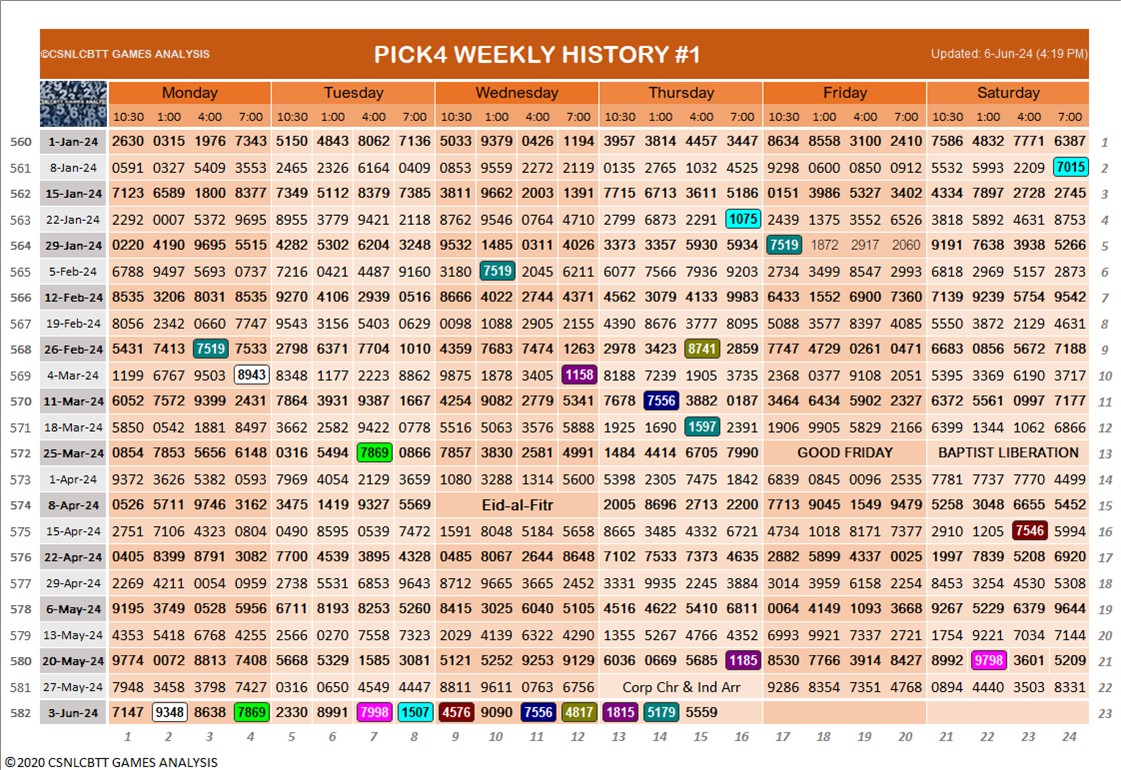 ©CSNLCBTT GAMES ANALYSIS PICK4 WEEKLY HISTORY #1 Updated: 6-Jun-24 (4:19 PM)
Monday Tuesday Wednesday Thursday Friday Saturday
10:30 1:00 4:00 7:00 10:30 1:00 4:00 7:00 10:30 1:00 4:00 7:00 10:30 1:00 4:00 7:00 10:30 1:00 4:00 7:00 10:30 1:00 4:00 7:00
560 1-Jan-24 2630 0315 1976 7343 5150 4843 8062 7136 5033 9379 0426 1194 3957 3814 4457 3447 8634 8558 3100 2410 7586 4832 7771 6387 1
561 8-Jan-24 0591 0327 5409 3553 2465 2326 6164 0409 0853 9559 2272 2119 0135 2765 1032 4525 9298 0600 0850 0912 5532 5993 2209 7015 2
562 15-Jan-24 7123 6589 1800 8377 7349 5112 8379 7385 3811 9662 2003 1391 7715 6713 3611 5186 0151 3986 5327 3402 4334 7897 2728 2745 3
563 22-Jan-24 2292 0007 5372 9695 8955 3779 9421 2118 8762 9546 0764 4710 2799 6873 2291 1075 2439 1375 3552 6526 3818 5892 4631 8753 4
564 29-Jan-24 0220 4190 9695 5515 4282 5302 6204 3248 9532 1485 0311 4026 3373 3357 5930 5934 7519 1872 2917 2060 9191 7638 3938 5266 5
565 5-Feb-24 6788 9497 5693 0737 7216 0421 4487 9160 3180 7519 2045 6211 6077 7566 7936 9203 2734 3499 8547 2993 6818 2969 5157 2873 6
566 12-Feb-24 8535 3206 8031 8535 9270 4106 2939 0516 8666 4022 2744 4371 4562 3079 4133 9983 6433 1552 6900 7360 7139 9239 5754 9542 7
567 19-Feb-24 8056 2342 0660 7747 9543 3156 5403 0629 0098 1088 2905 2155 4390 8676 3777 8095 5088 3577 8397 4085 5550 3872 2129 4631 8
568 26-Feb-24 5431 7413 7519 7533 2798 6371 7704 1010 4359 7683 7474 1263 2978 3423 8741 2859 7747 4729 0261 0471 6683 0856 5672 7188 9
569 4-Mar-24 1199 6767 9503 8943 8348 1177 2223 8862 9875 1878 3405 1158 8188 7239 1905 3735 2368 0377 9108 2051 5395 3369 6190 3717 10
570 11-Mar-24 6052 7572 9399 2431 7864 3931 9387 1667 4254 9082 2779 5341 7678 7556 3882 0187 3464 6434 5902 2327 6372 5561 0997 7177 11
571 18-Mar-24 5850 0542 1881 8497 3662 2582 9422 0778 5516 5063 3576 5888 1925 1690 1597 2391 1906 9905 5829 2166 6399 1344 1062 6866 12
572 25-Mar-24 0854 7853 5656 6148 0316 5494 7869 0866 7857 3830 2581 4991 1484 4414 6705 7990 GOOD FRIDAY BAPTIST LIBERATION 13
573 1-Apr-24 9372 3626 5382 0593 7969 4054 2129 3659 1080 3288 1314 5600 5398 2305 7475 1842 6839 0845 0096 2535 7781 7737 7770 4499 14
574 8-Apr-24 0526 5711 9746 3162 3475 1419 9327 5569 Eid-al-Fitr 2005 8696 2713 2200 7713 9045 1549 9479 5258 3048 6655 5452 15
575 15-Apr-24 2751 7106 4323 0804 0490 8595 0539 7472 1591 8048 5184 5658 8665 3485 4332 6721 4734 1018 8171 7377 2910 1205 7546 5994 16
576 22-Apr-24 0405 8399 8791 3082 7700 4539 3895 4328 0485 8067 2644 8648 7102 7533 7373 4635 2882 5899 4337 0025 1997 7839 5208 6920 17
577 29-Apr-24 2269 4211 0054 0959 2738 5531 6853 9643 8712 9665 3665 2452 3331 9935 2245 3884 3014 3959 6158 2254 8453 3254 4530 5308 18
578 6-May-24 9195 3749 0528 5956 6711 8193 8253 5260 8415 3025 6040 5105 4516 4622 5410 6811 0064 4149 1093 3668 9267 5229 6379 9644 19
579 13-May-24 4353 5418 6768 4255 2566 0270 7558 7323 2029 4139 6322 4290 1355 5267 4766 4352 6993 9921 7337 2721 1754 9221 7034 7144 20
580 20-May-24 9774 0072 8813 7408 5668 5329 1585 3081 5121 5252 9253 9129 6036 0669 5685 1185 8530 7766 3914 8427 8992 9798 3601 5209 21
581 27-May-24 7948 3458 3798 7427 0316 0650 4549 4447 8811 9611 0763 6756 Corp Chr & Ind Arr 9286 8354 7351 4768 0894 4440 3503 8331 22
582 3-Jun-24 7147 9348 8638 7869 2330 8991 7998 1507 4576 9090 7556 4817 1815 5179 5559 23
1 2 3 4 5 6 7 8 9 10 11 12 13 14 15 16 17 18 19 20 21 22 23 24
©2020 CSNLCBTT GAMES ANALYSIS